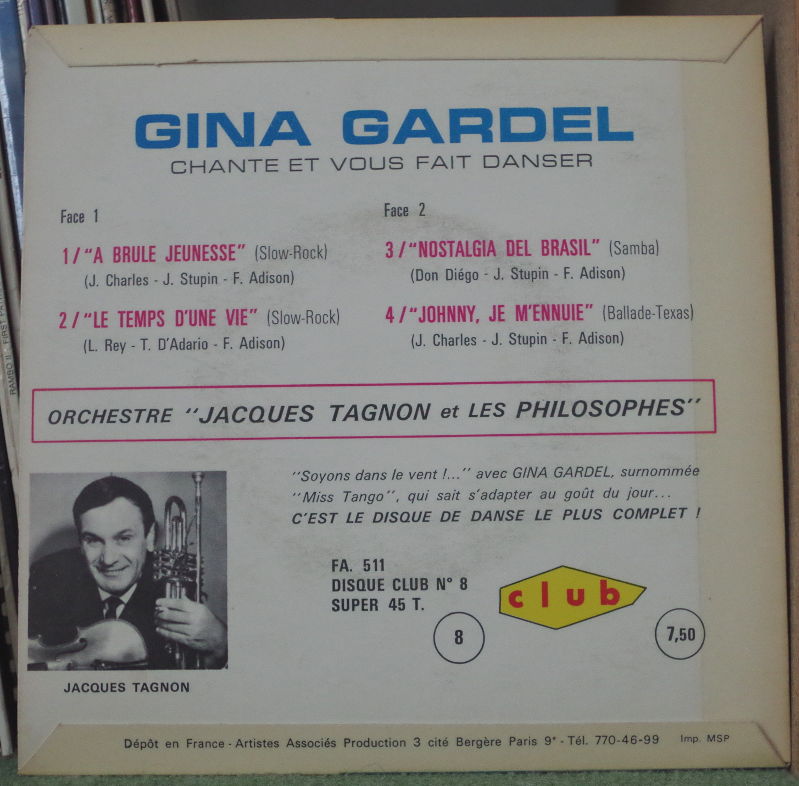 GINA GARDEL
CHANTE ET VOUS FAIT DANSER
Face 1
1/ "A BRULE JEUNESSE" (Slow-Rock)
(J. Charles - J. Stupin - F. Adison)
2/ "LE TEMPS D'UNE VIE" (Slow-Rock)
(L. Rey - T. D'Adario - F. Adison)
Face 2
3/ "NOSTALGIA DEL BRASIL" (Samba)
(Don Diégo - J. Stupin - F. Adison)
4/ "JOHNNY, JE M'ENNUIE" (Ballade-Texas)
(J. Charles - J. Stupin - F. Adison)
ORCHESTRE "JACQUES TAGNON et LES PHILOSOPHES"
"Soyons dans le vent !..." avec GINA GARDEL, surnommée
"Miss Tango", qui sait s'adapter au goût du jour...
C'EST LE DISQUE DE DANSE LE PLUS COMPLET !
FA. 511
DISQUE CLUB N° 8
SUPER 45 T.
8
club
7,50
JACQUES TAGNON
Dépôt en France - Artistes Associés Production 3 cité Bergère Paris 9e - Tél. 770-46-99 Imp. MSP
RAMBO II - FIRST